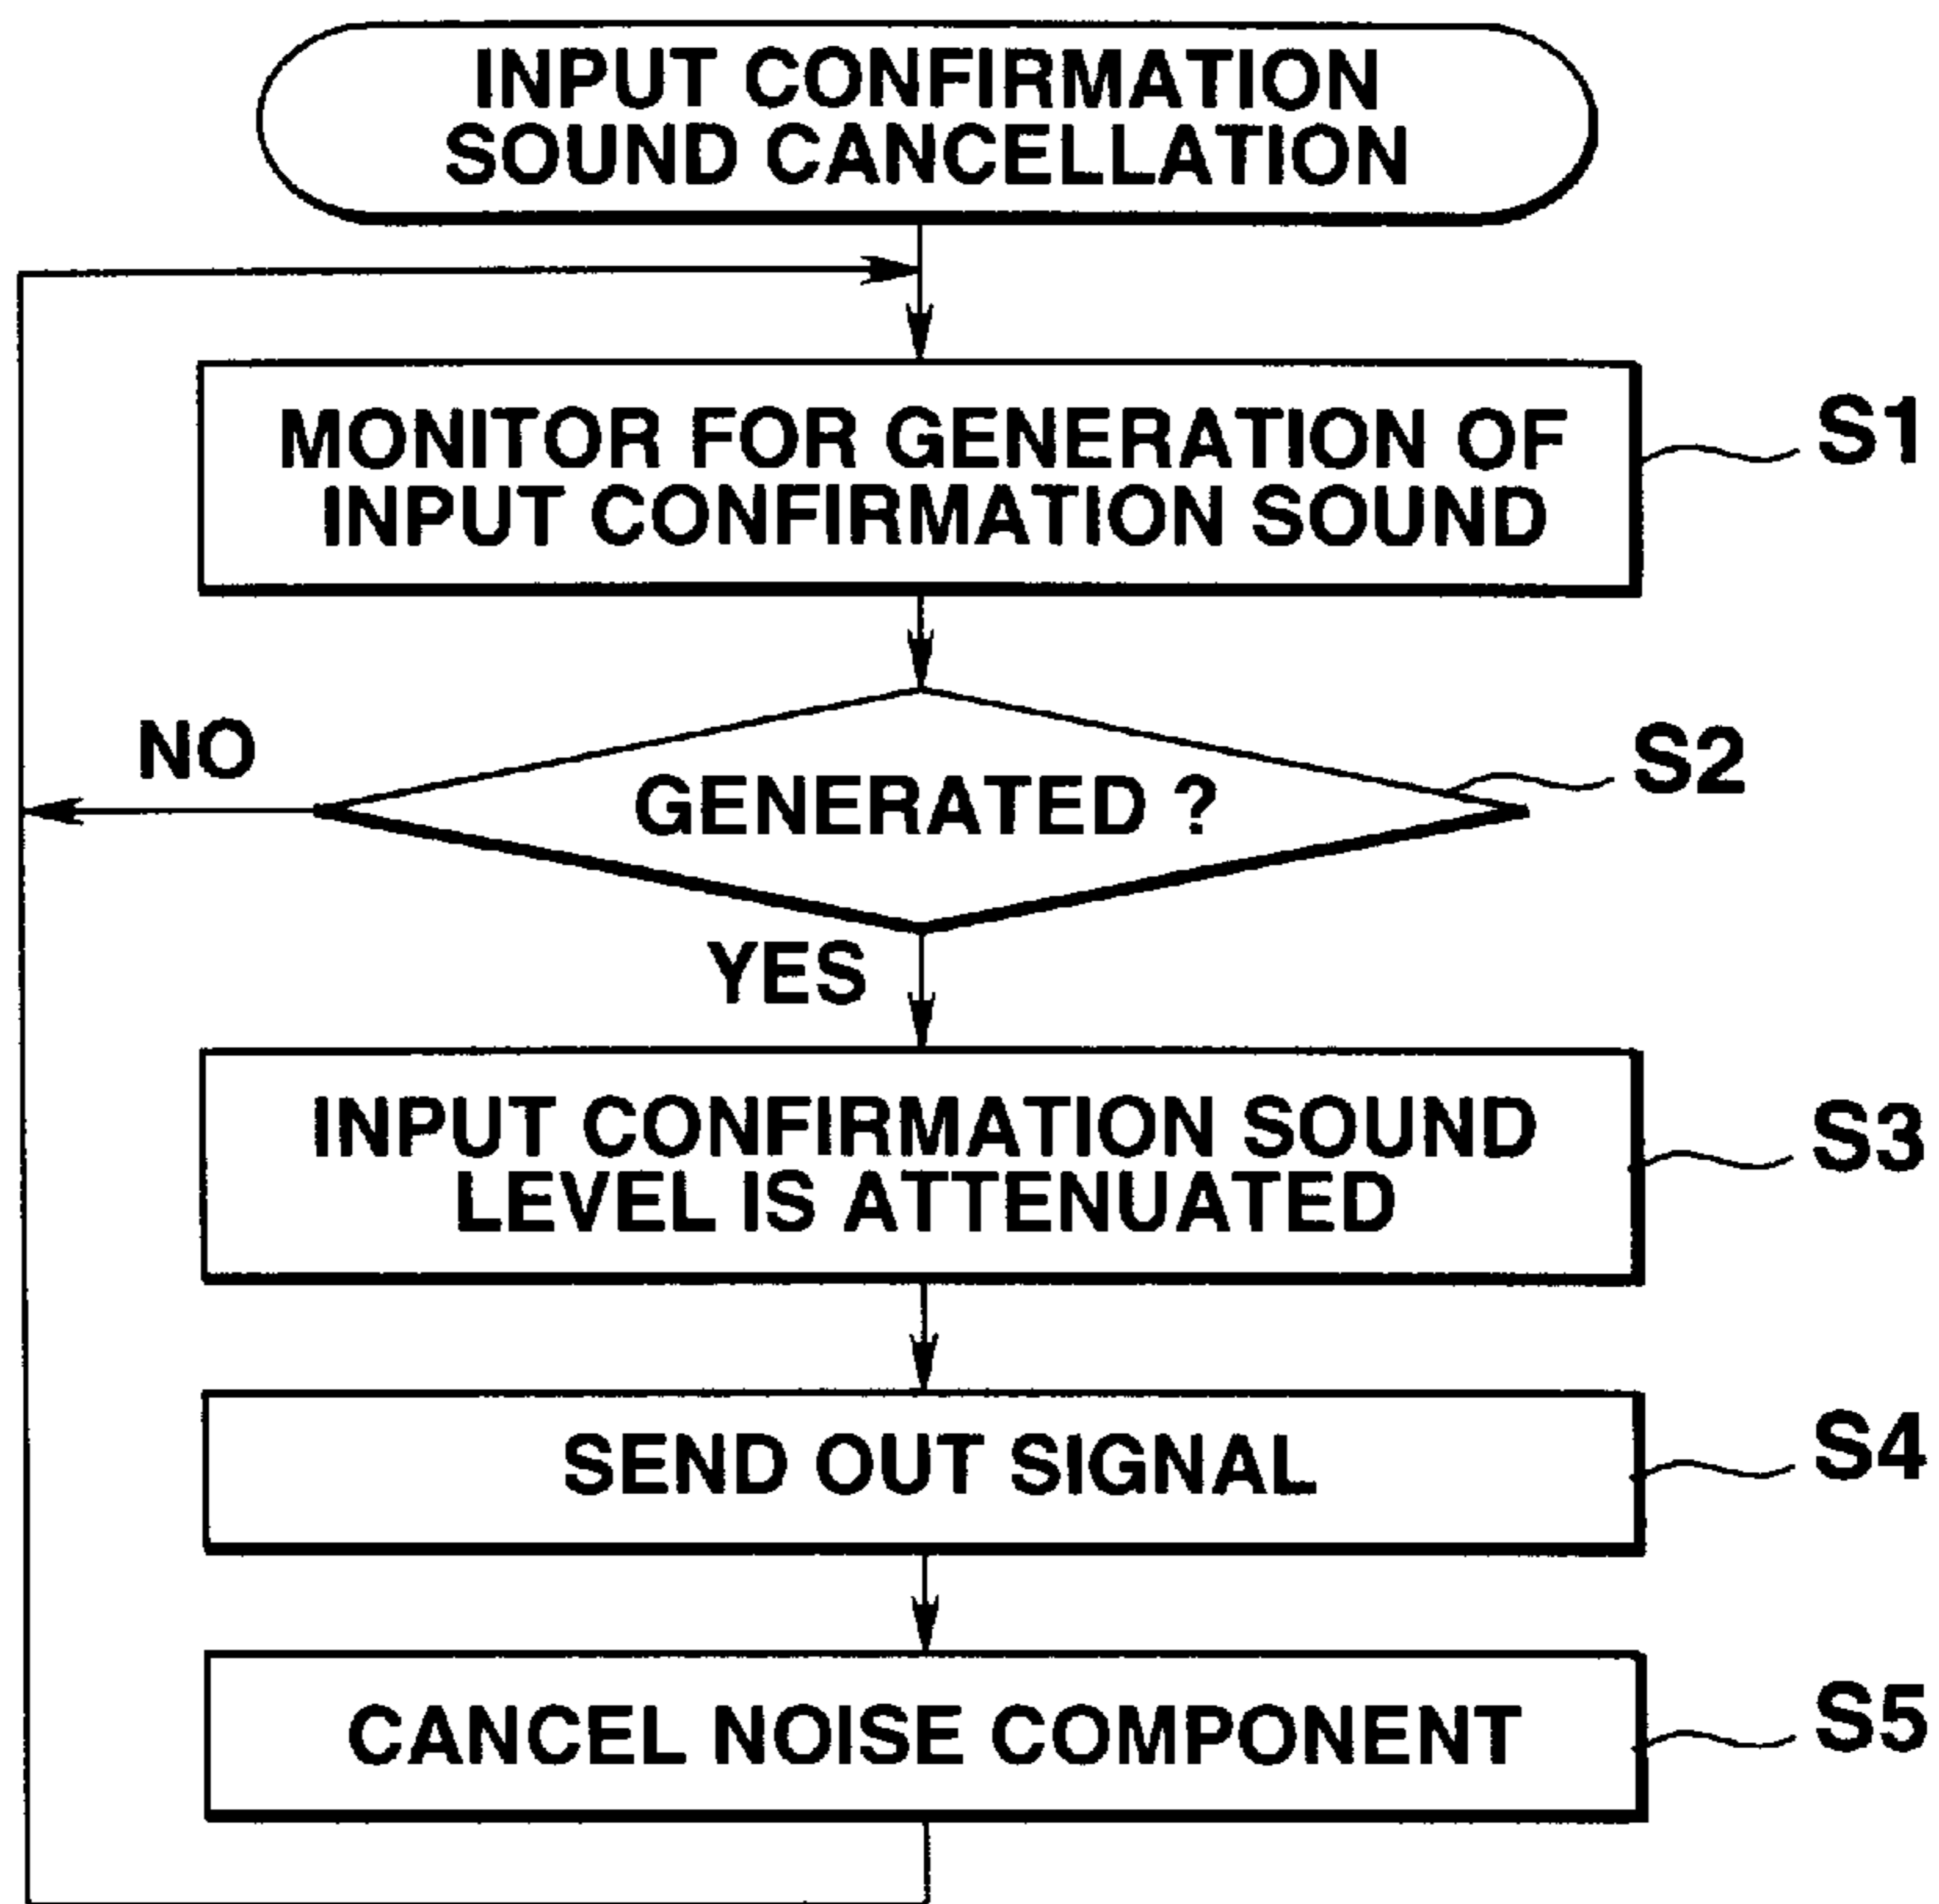 INPUT CONFIRMATION
SOUND CANCELLATION
MONITOR FOR GENERATION OF
INPUT CONFIRMATION SOUND
S1
NO
GENERATED ?
S2
YES
INPUT CONFIRMATION SOUND
LEVEL IS ATTENUATED
S3
SEND OUT SIGNAL
S4
CANCEL NOISE COMPONENT
S5